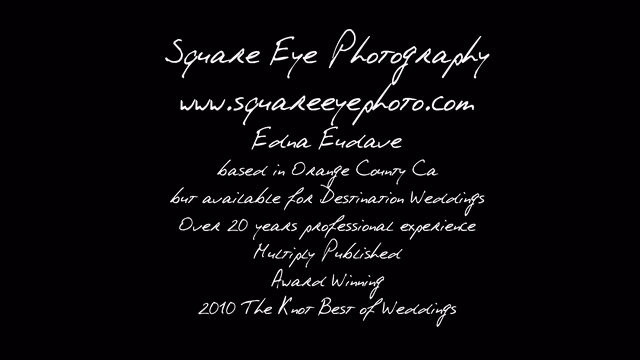 Square Eye Photography
www.squareeyephoto.com
Edna Eudave
based in Orange County Ca
but available for Destination Weddings
Over 20 years professional experience
Multiply Published
Award Winning
2010 The Knot Best of Weddings